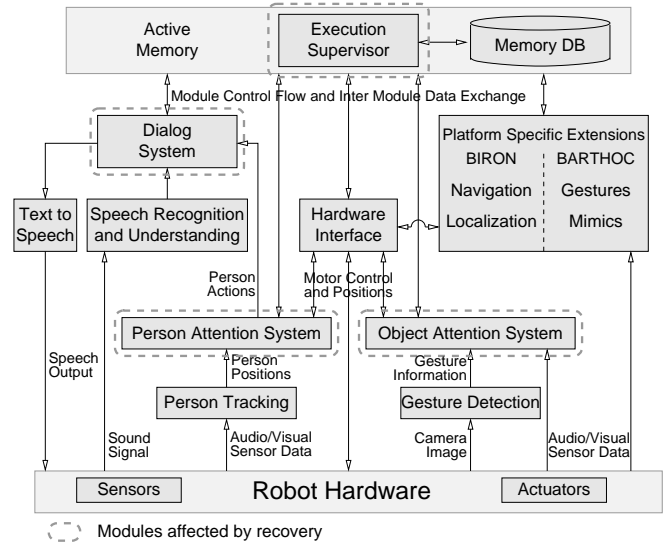 Active
Memory
Execution
Supervisor
Memory DB
Module Control Flow and Inter Module Data Exchange
Dialog
System
Platform Specific Extensions
BIRON
BARTHOC
Navigation
Gestures
Localization
Mimics
Text to
Speech
Speech Recognition
and Understanding
Hardware
Interface
Person
Actions
Motor Control
and Positions
Person Attention System
Object Attention System
Speech
Output
Person
Positions
Gesture
Information
Person Tracking
Gesture Detection
Sound
Signal
Audio/Visual
Sensor Data
Camera
Image
Audio/Visual
Sensor Data
Sensors
Robot Hardware
Actuators
Modules affected by recovery